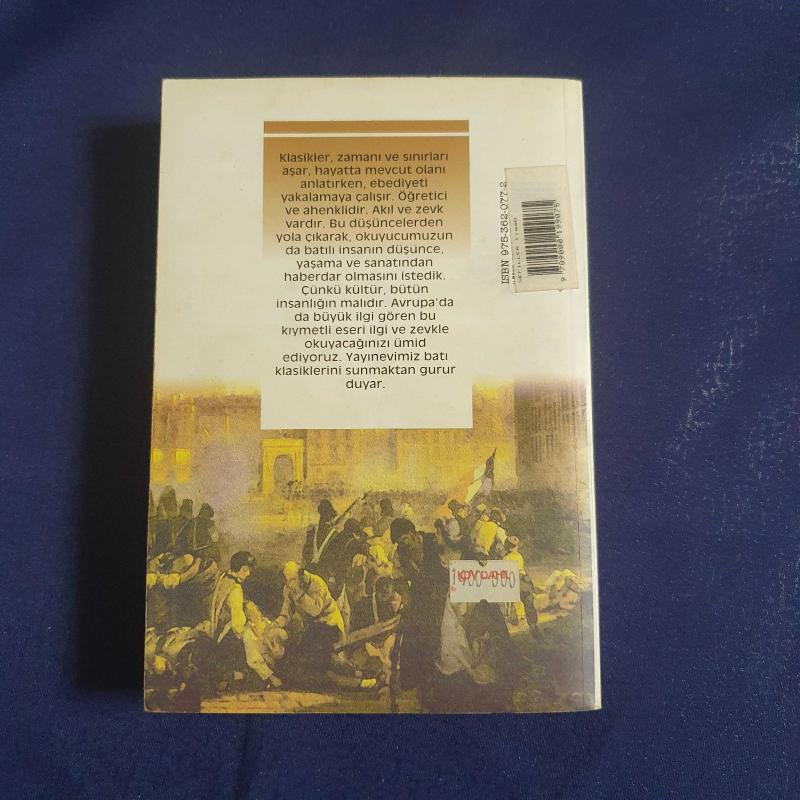 Klasikler, zamanı ve sınırları
aşar, hayatta mevcut olanı
anlatırken, ebediyeti
yakalamaya çalışır. Öğretici
ve ahenklidir. Akıl ve zevk
vardır. Bu düşüncelerden
yola çıkarak, okuyucumuzun
da batılı insanın düşünce,
yaşama ve sanatından
haberdar olmasını istedik.
Çünkü kültür, bütün
insanlığın malıdır. Avrupa'da
da büyük ilgi gören bu
kıymetli eseri ilgi ve zevkle
okuyacağınızı ümid
ediyoruz. Yayınevimiz batı
klasiklerini sunmaktan gurur
duyar.
ISBN 975-362-077-2
SEFILLER
KDV DAHİL